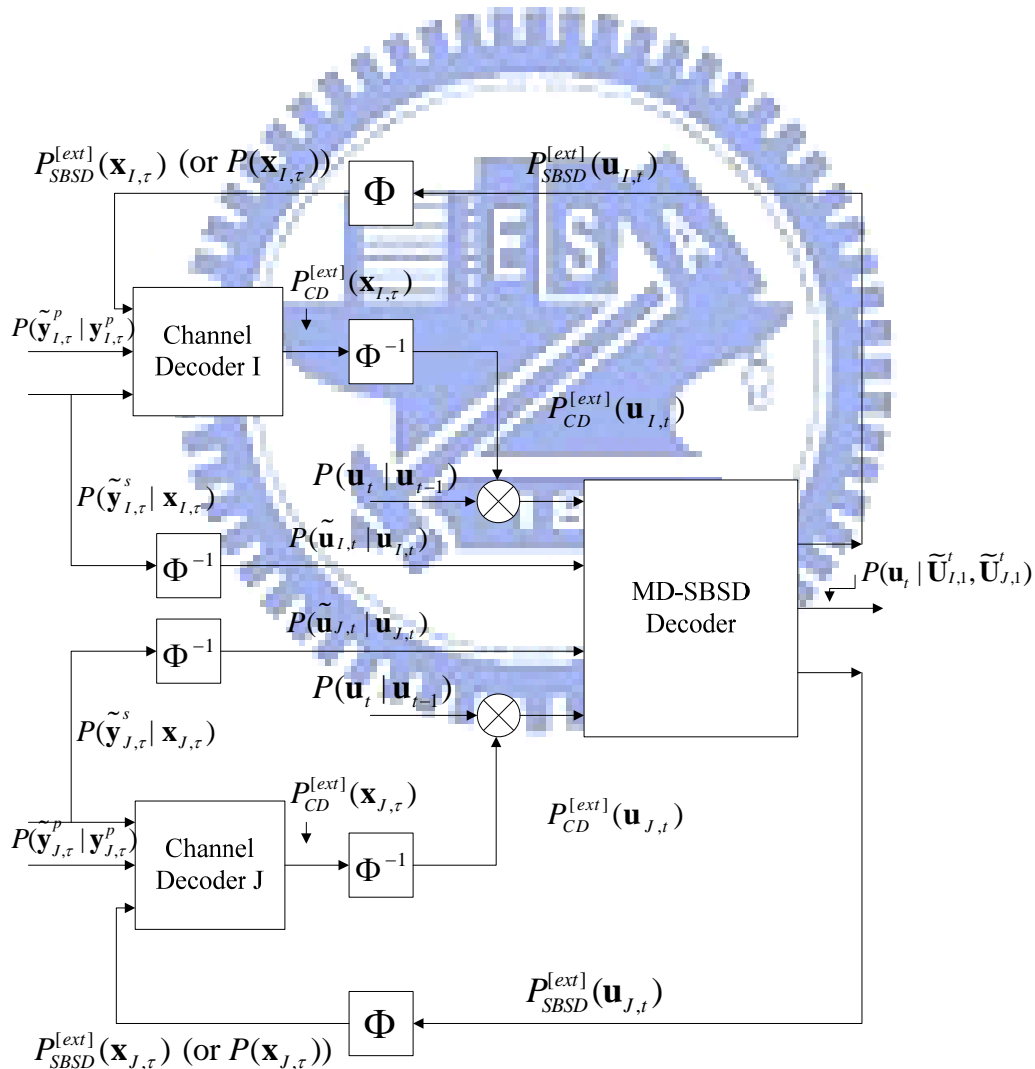 P_{SBSD}^{[ext]}(x_{I,τ}) (or P(x_{I,τ}))
Φ
P_{SBSD}^{[ext]}(u_{I,t})
ESA
P_{CD}^{[ext]}(x_{I,τ})
P(ỹ_{I,τ}^p | y_{I,τ}^p)
Channel
Decoder I
Φ^{-1}
P_{CD}^{[ext]}(u_{I,t})
P(u_t | u_{t-1})
P(ỹ_{I,τ}^s | x_{I,τ})
P(ũ_{I,t} | u_{I,t})
Φ^{-1}
MD-SBSD
Decoder
P(u_t | Ũ_{I,1}^t, Ũ_{J,1}^t)
P(ũ_{J,t} | u_{J,t})
Φ^{-1}
P(u_t | u_{t-1})
P(ỹ_{J,τ}^s | x_{J,τ})
P_{CD}^{[ext]}(x_{J,τ})
P_{CD}^{[ext]}(u_{J,t})
P(ỹ_{J,τ}^p | y_{J,τ}^p)
Channel
Decoder J
Φ^{-1}
P_{SBSD}^{[ext]}(u_{J,t})
Φ
P_{SBSD}^{[ext]}(x_{J,τ}) (or P(x_{J,τ}))